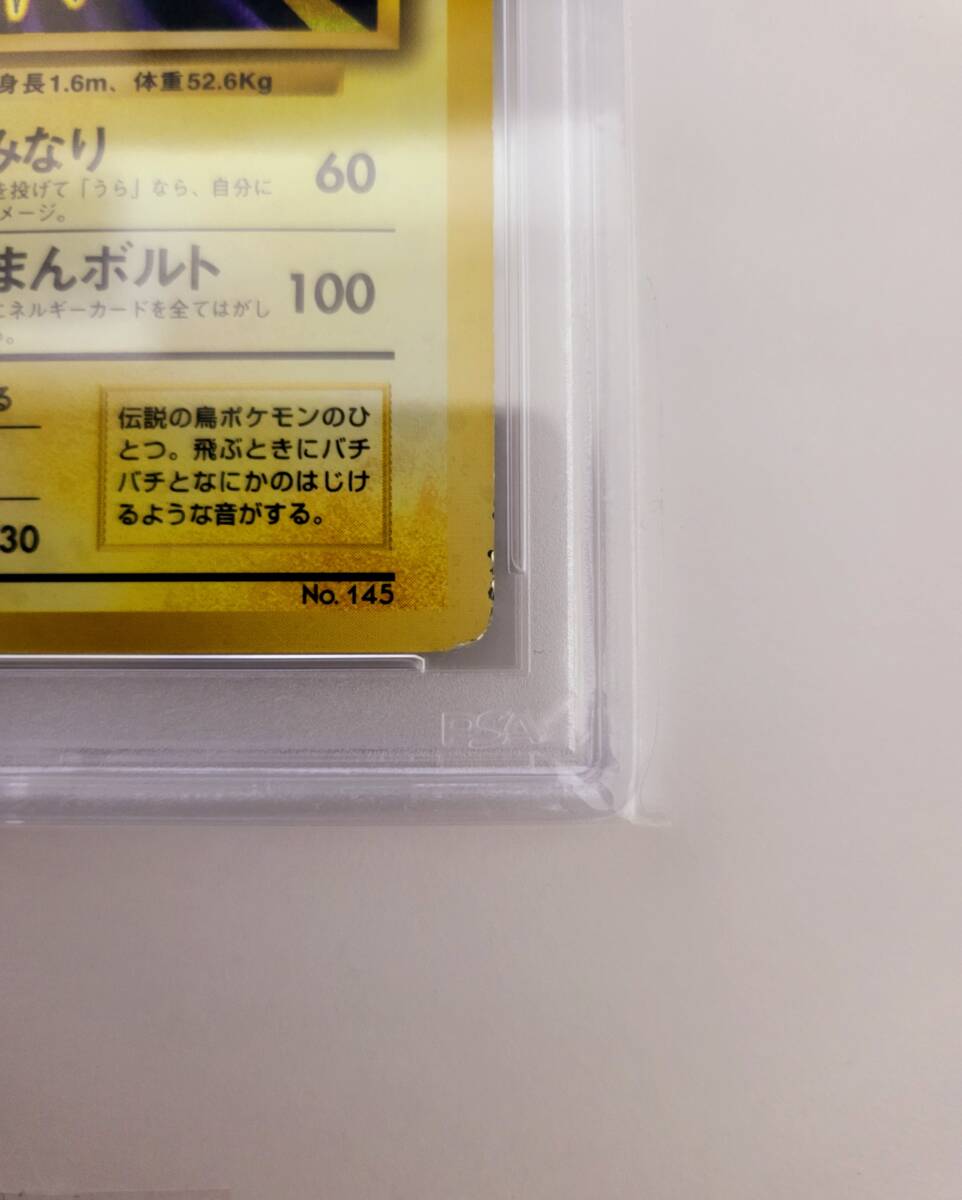 身長1.6m、体重52.6Kg
みなり 60
を投げて「うら」なら、自分に
メージ。
まんボルト 100
エネルギーカードを全てはがし
る
伝説の鳥ポケモンのひ
とつ。飛ぶときにバチ
バチとなにかのはじけ
るような音がする。
30
No. 145
PSA